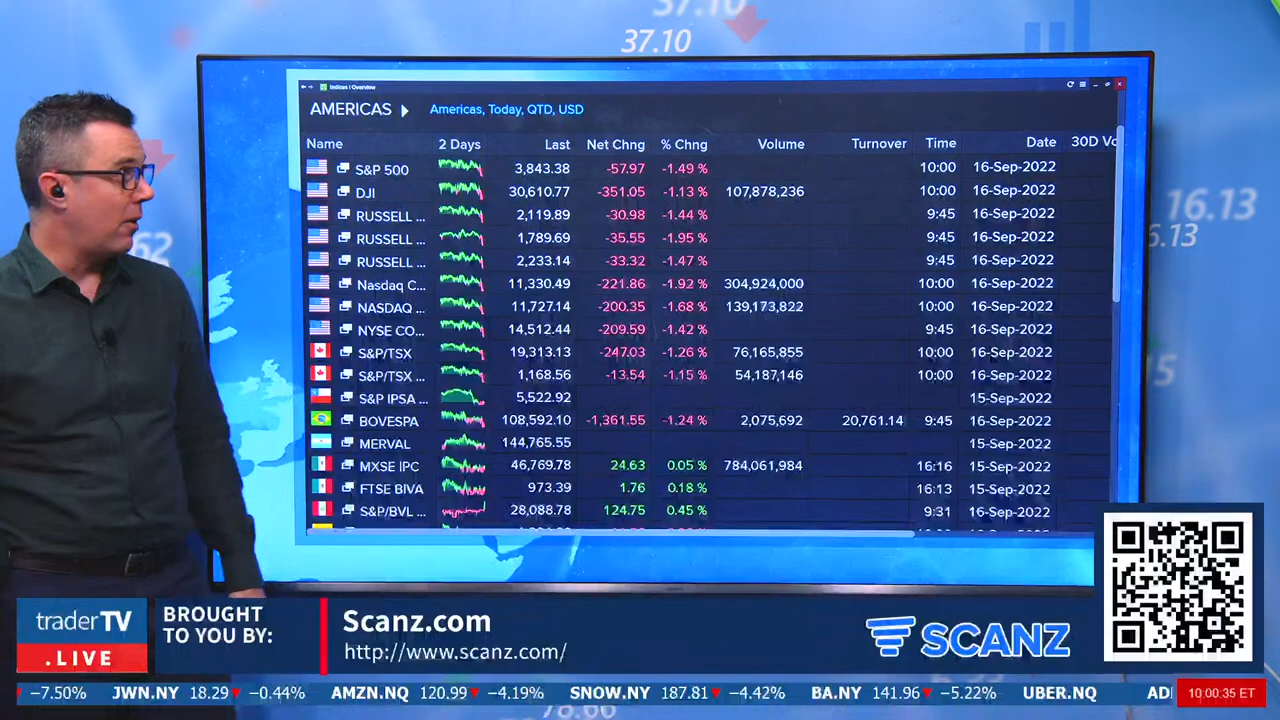 37.10
37.10
Indices | Overview
AMERICAS Americas, Today, QTD, USD
Name 2 Days Last Net Chng % Chng Volume Turnover Time Date 30D Vo
S&P 500 3,843.38 -57.97 -1.49 % 10:00 16-Sep-2022
DJI 30,610.77 -351.05 -1.13 % 107,878,236 10:00 16-Sep-2022
RUSSELL ... 2,119.89 -30.98 -1.44 % 9:45 16-Sep-2022
RUSSELL ... 1,789.69 -35.55 -1.95 % 9:45 16-Sep-2022
RUSSELL ... 2,233.14 -33.32 -1.47 % 9:45 16-Sep-2022
Nasdaq C... 11,330.49 -221.86 -1.92 % 304,924,000 10:00 16-Sep-2022
NASDAQ ... 11,727.14 -200.35 -1.68 % 139,173,822 10:00 16-Sep-2022
NYSE CO... 14,512.44 -209.59 -1.42 % 9:45 16-Sep-2022
S&P/TSX 19,313.13 -247.03 -1.26 % 76,165,855 10:00 16-Sep-2022
S&P/TSX ... 1,168.56 -13.54 -1.15 % 54,187,146 10:00 16-Sep-2022
S&P IPSA ... 5,522.92 15-Sep-2022
BOVESPA 108,592.10 -1,361.55 -1.24 % 2,075,692 20,761.14 9:45 16-Sep-2022
MERVAL 144,765.55 15-Sep-2022
MXSE IPC 46,769.78 24.63 0.05 % 784,061,984 16:16 15-Sep-2022
FTSE BIVA 973.39 1.76 0.18 % 16:13 15-Sep-2022
S&P/BVL ... 28,088.78 124.75 0.45 % 9:31 16-Sep-2022
16.13
6.13
62
5
traderTV
.LIVE
BROUGHT
TO YOU BY:
Scanz.com
http://www.scanz.com/
SCANZ
−7.50% JWN.NY 18.29 −0.44% AMZN.NQ 120.99 −4.19% SNOW.NY 187.81 −4.42% BA.NY 141.96 −5.22% UBER.NQ AD
10:00:35 ET
78.66